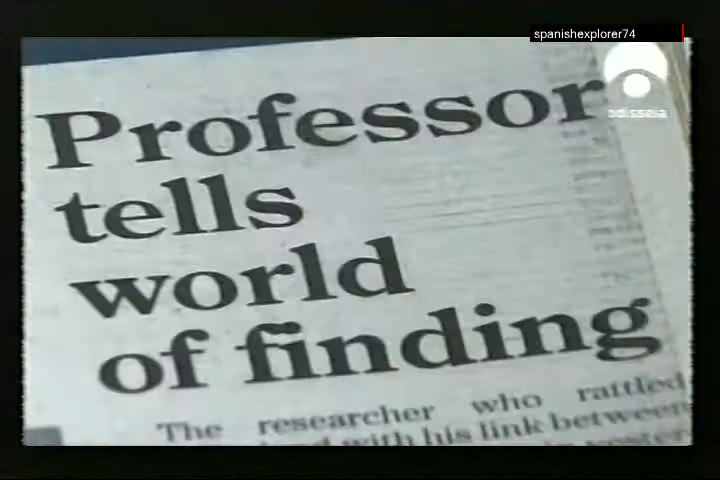 spanishexplorer74
odisseia
Professor
tells
world
of finding
The researcher who rattled
with his link between